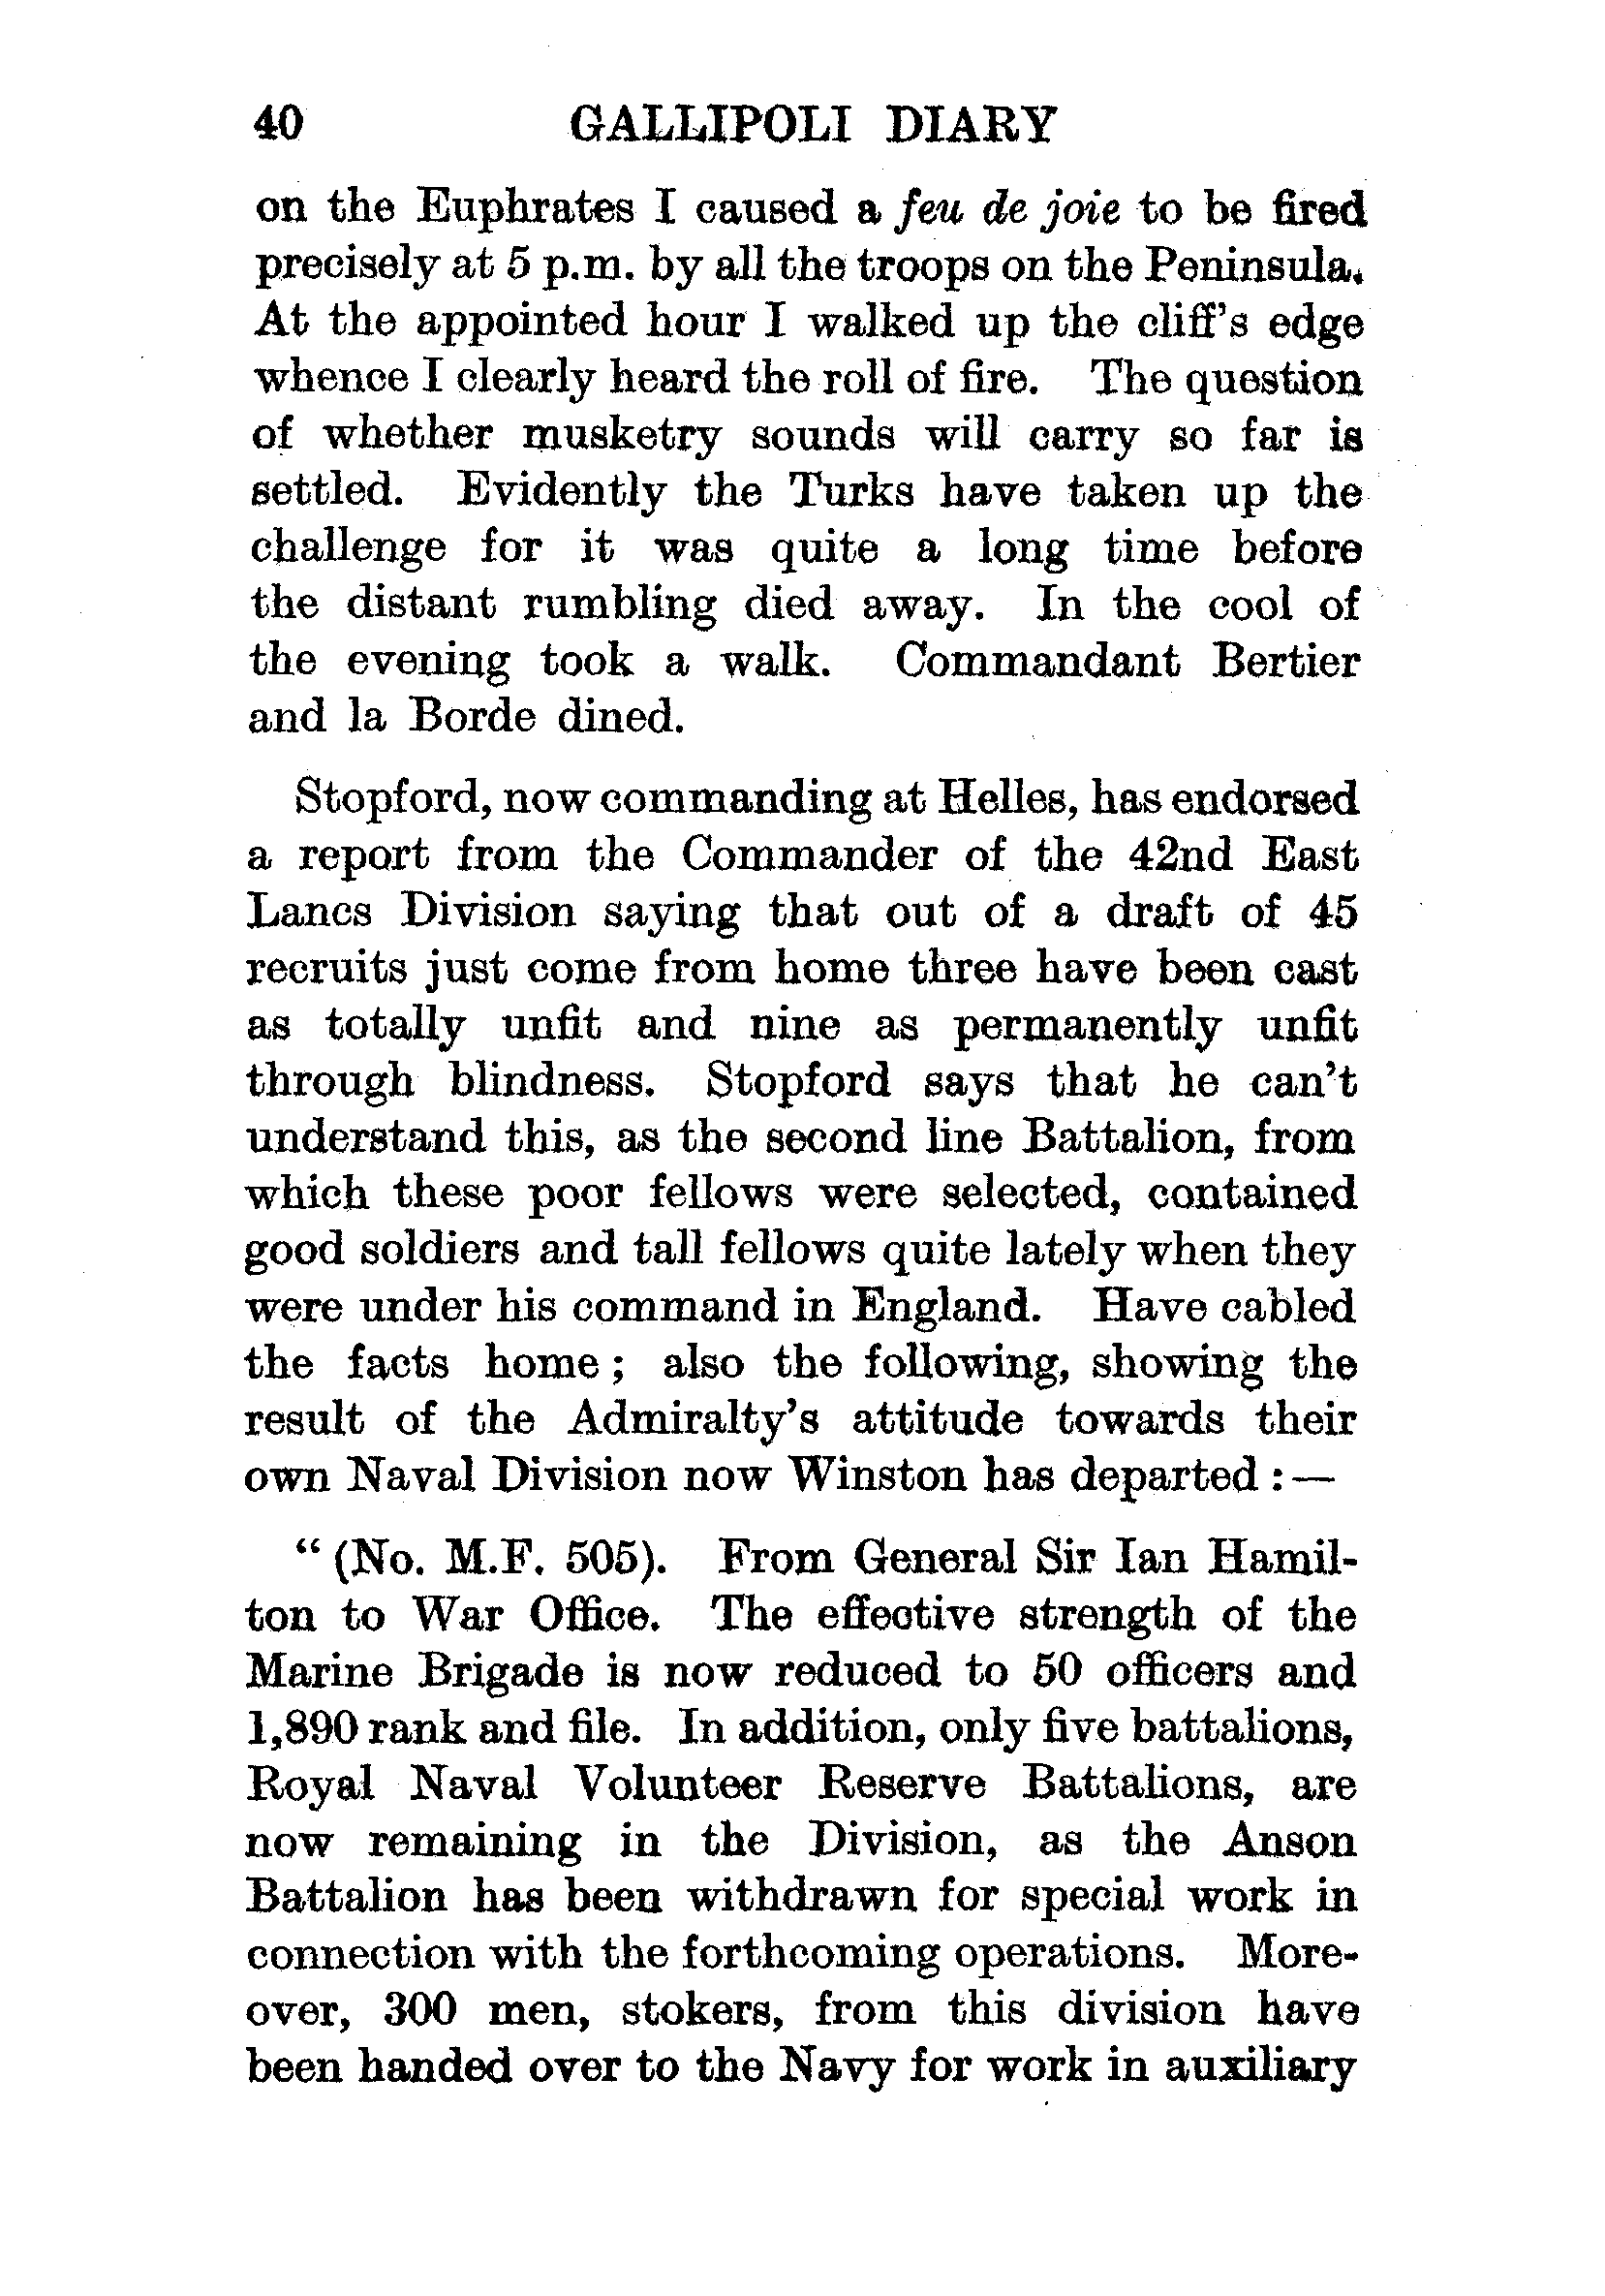 40 GALLIPOLI DIARY
on the Euphrates I caused a feu de joie to be fired
precisely at 5 p.m. by all the troops on the Peninsula.
At the appointed hour I walked up the cliff's edge
whence I clearly heard the roll of fire. The question
of whether musketry sounds will carry so far is
settled. Evidently the Turks have taken up the
challenge for it was quite a long time before
the distant rumbling died away. In the cool of
the evening took a walk. Commandant Bertier
and la Borde dined.
Stopford, now commanding at Helles, has endorsed
a report from the Commander of the 42nd East
Lancs Division saying that out of a draft of 45
recruits just come from home three have been cast
as totally unfit and nine as permanently unfit
through blindness. Stopford says that he can't
understand this, as the second line Battalion, from
which these poor fellows were selected, contained
good soldiers and tall fellows quite lately when they
were under his command in England. Have cabled
the facts home; also the following, showing the
result of the Admiralty's attitude towards their
own Naval Division now Winston has departed:—
"(No. M.F. 505). From General Sir Ian Hamil-
ton to War Office. The effective strength of the
Marine Brigade is now reduced to 50 officers and
1,890 rank and file. In addition, only five battalions,
Royal Naval Volunteer Reserve Battalions, are
now remaining in the Division, as the Anson
Battalion has been withdrawn for special work in
connection with the forthcoming operations. More-
over, 300 men, stokers, from this division have
been handed over to the Navy for work in auxiliary